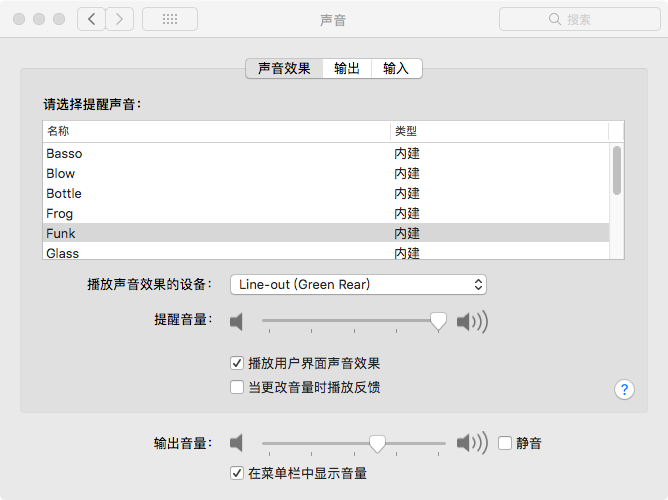 声音
搜索
声音效果 输出 输入
请选择提醒声音：
名称 类型
Basso 内建
Blow 内建
Bottle 内建
Frog 内建
Funk 内建
Glass 内建
播放声音效果的设备： Line-out (Green Rear)
提醒音量：
播放用户界面声音效果
当更改音量时播放反馈
?
输出音量： 静音
在菜单栏中显示音量